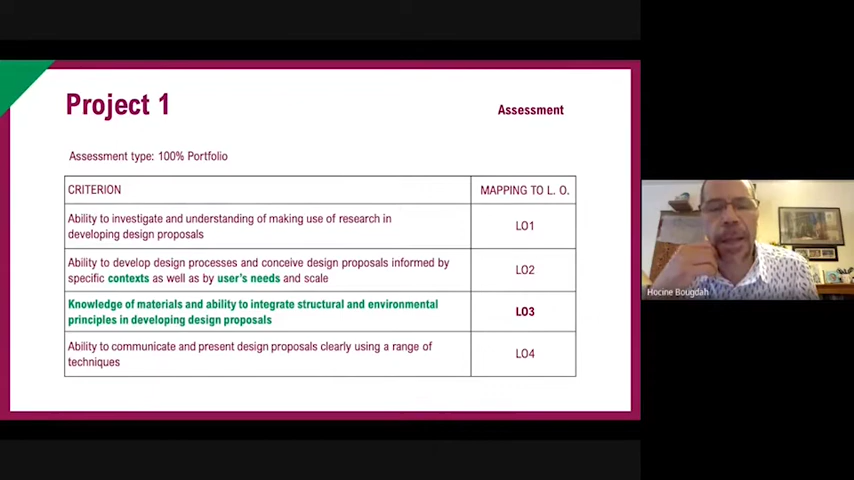 Project 1
Assessment
Assessment type: 100% Portfolio
CRITERION
MAPPING TO L. O.
Ability to investigate and understanding of making use of research in
developing design proposals
LO1
Ability to develop design processes and conceive design proposals informed by
specific contexts as well as by user's needs and scale
LO2
Knowledge of materials and ability to integrate structural and environmental
principles in developing design proposals
LO3
Ability to communicate and present design proposals clearly using a range of
techniques
LO4
Hocine Bougdah